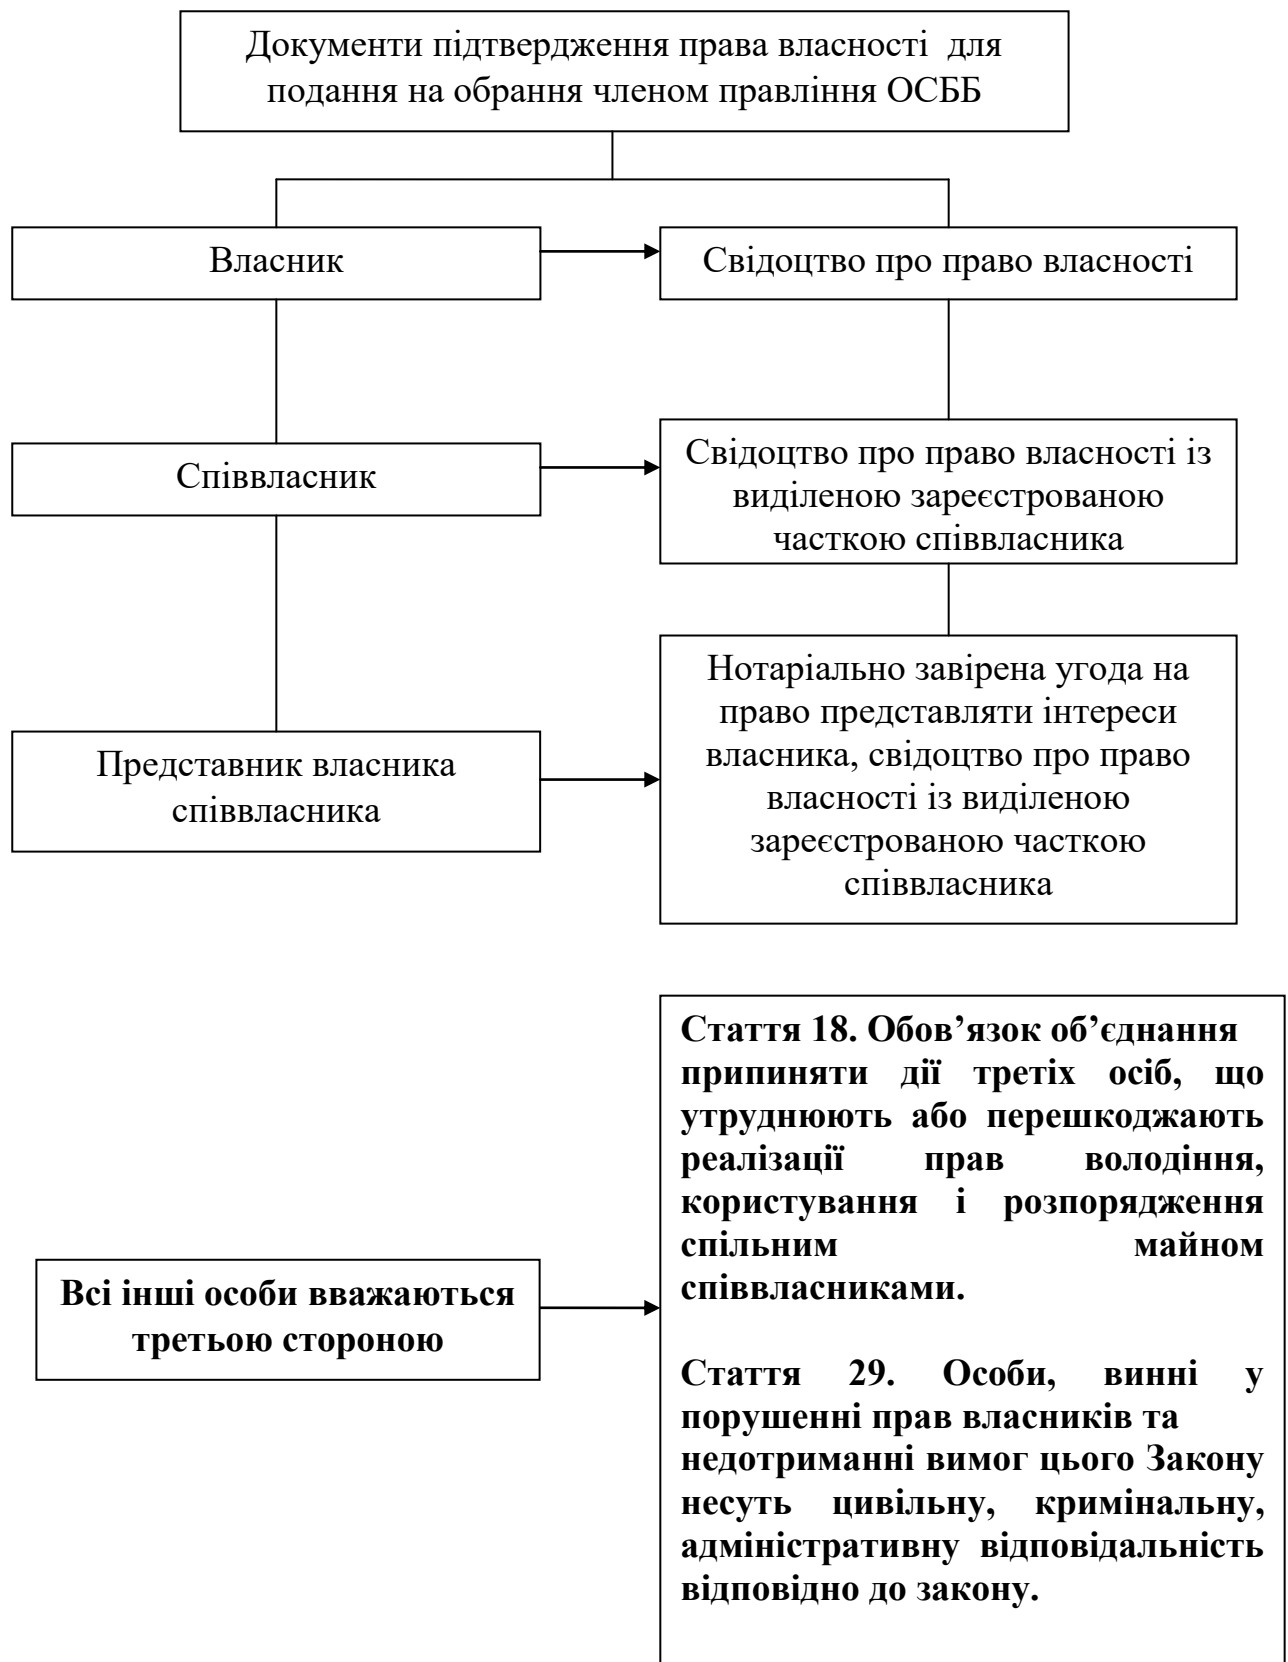 Документи підтвердження права власності для
подання на обрання членом правління ОСББ
Власник
Свідоцтво про право власності
Співвласник
Свідоцтво про право власності із
виділеною зареєстрованою
часткою співвласника
Представник власника
співвласника
Нотаріально завірена угода на
право представляти інтереси
власника, свідоцтво про право
власності із виділеною
зареєстрованою часткою
співвласника
Всі інші особи вважаються
третьою стороною
Стаття 18. Обов’язок об’єднання
припиняти дії третіх осіб, що
утруднюють або перешкоджають
реалізації прав володіння,
користування і розпорядження
спільним майном
співвласниками.
Стаття 29. Особи, винні у
порушенні прав власників та
недотриманні вимог цього Закону
несуть цивільну, кримінальну,
адміністративну відповідальність
відповідно до закону.